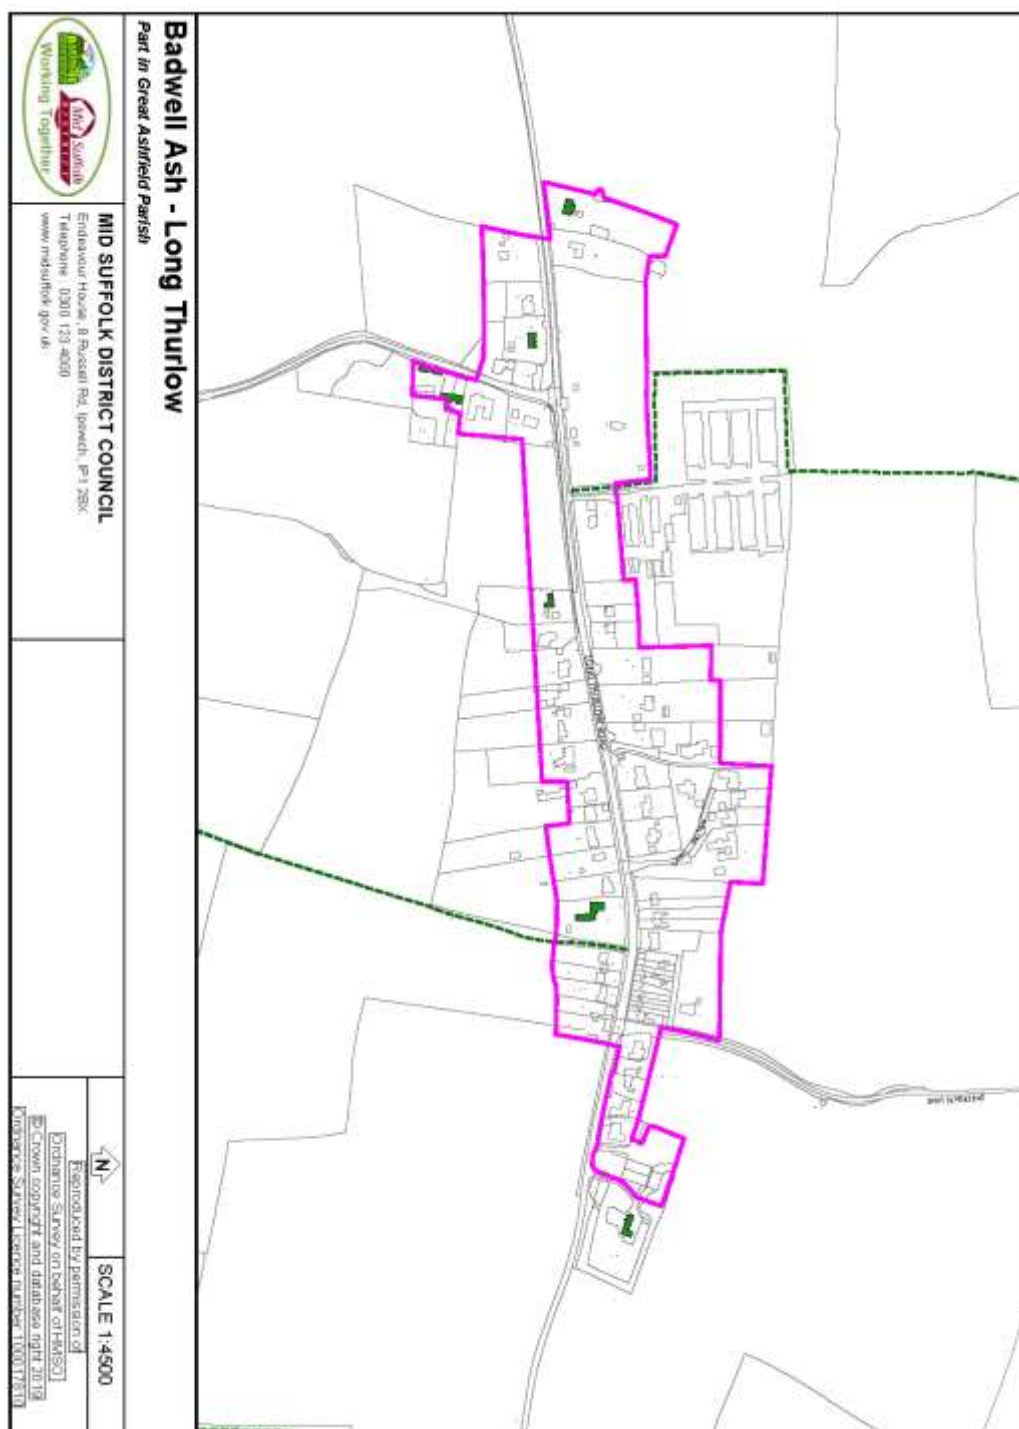 Badwell Ash - Long Thurlow
Part in Great Ashfield Parish
Mid Suffolk
Working Together
MID SUFFOLK DISTRICT COUNCIL
Endeavour House, 8 Russell Rd, Ipswich, IP1 2BX.
Telephone : 0300 123 4000
www.midsuffolk.gov.uk
N
SCALE 1:4500
Reproduced by permission of
Ordnance Survey on behalf of HMSO.
© Crown copyright and database right 2019
Ordnance Survey Licence number 100017810